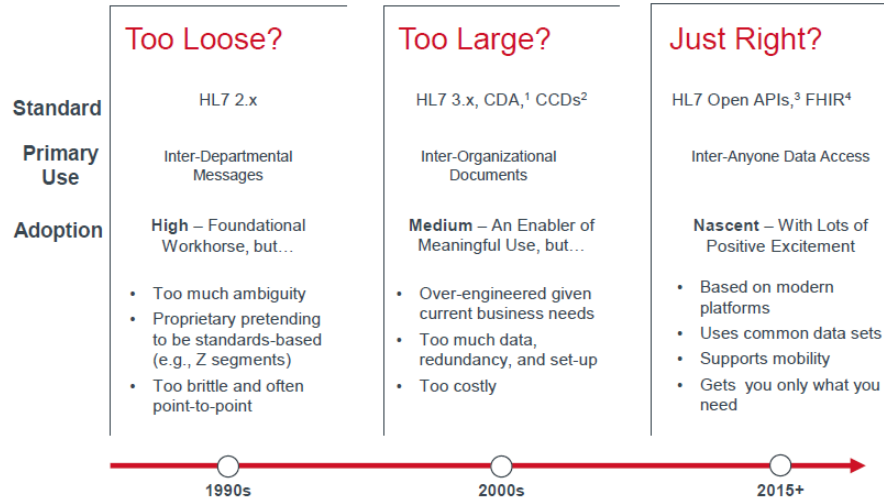 Too Loose?
Too Large?
Just Right?
Standard
HL7 2.x
HL7 3.x, CDA,¹ CCDs²
HL7 Open APIs,³ FHIR⁴
Primary
Use
Inter-Departmental
Messages
Inter-Organizational
Documents
Inter-Anyone Data Access
Adoption
High – Foundational
Workhorse, but…
Medium – An Enabler of
Meaningful Use, but…
Nascent – With Lots of
Positive Excitement
• Too much ambiguity
• Proprietary pretending
to be standards-based
(e.g., Z segments)
• Too brittle and often
point-to-point
• Over-engineered given
current business needs
• Too much data,
redundancy, and set-up
• Too costly
• Based on modern
platforms
• Uses common data sets
• Supports mobility
• Gets you only what you
need
1990s
2000s
2015+